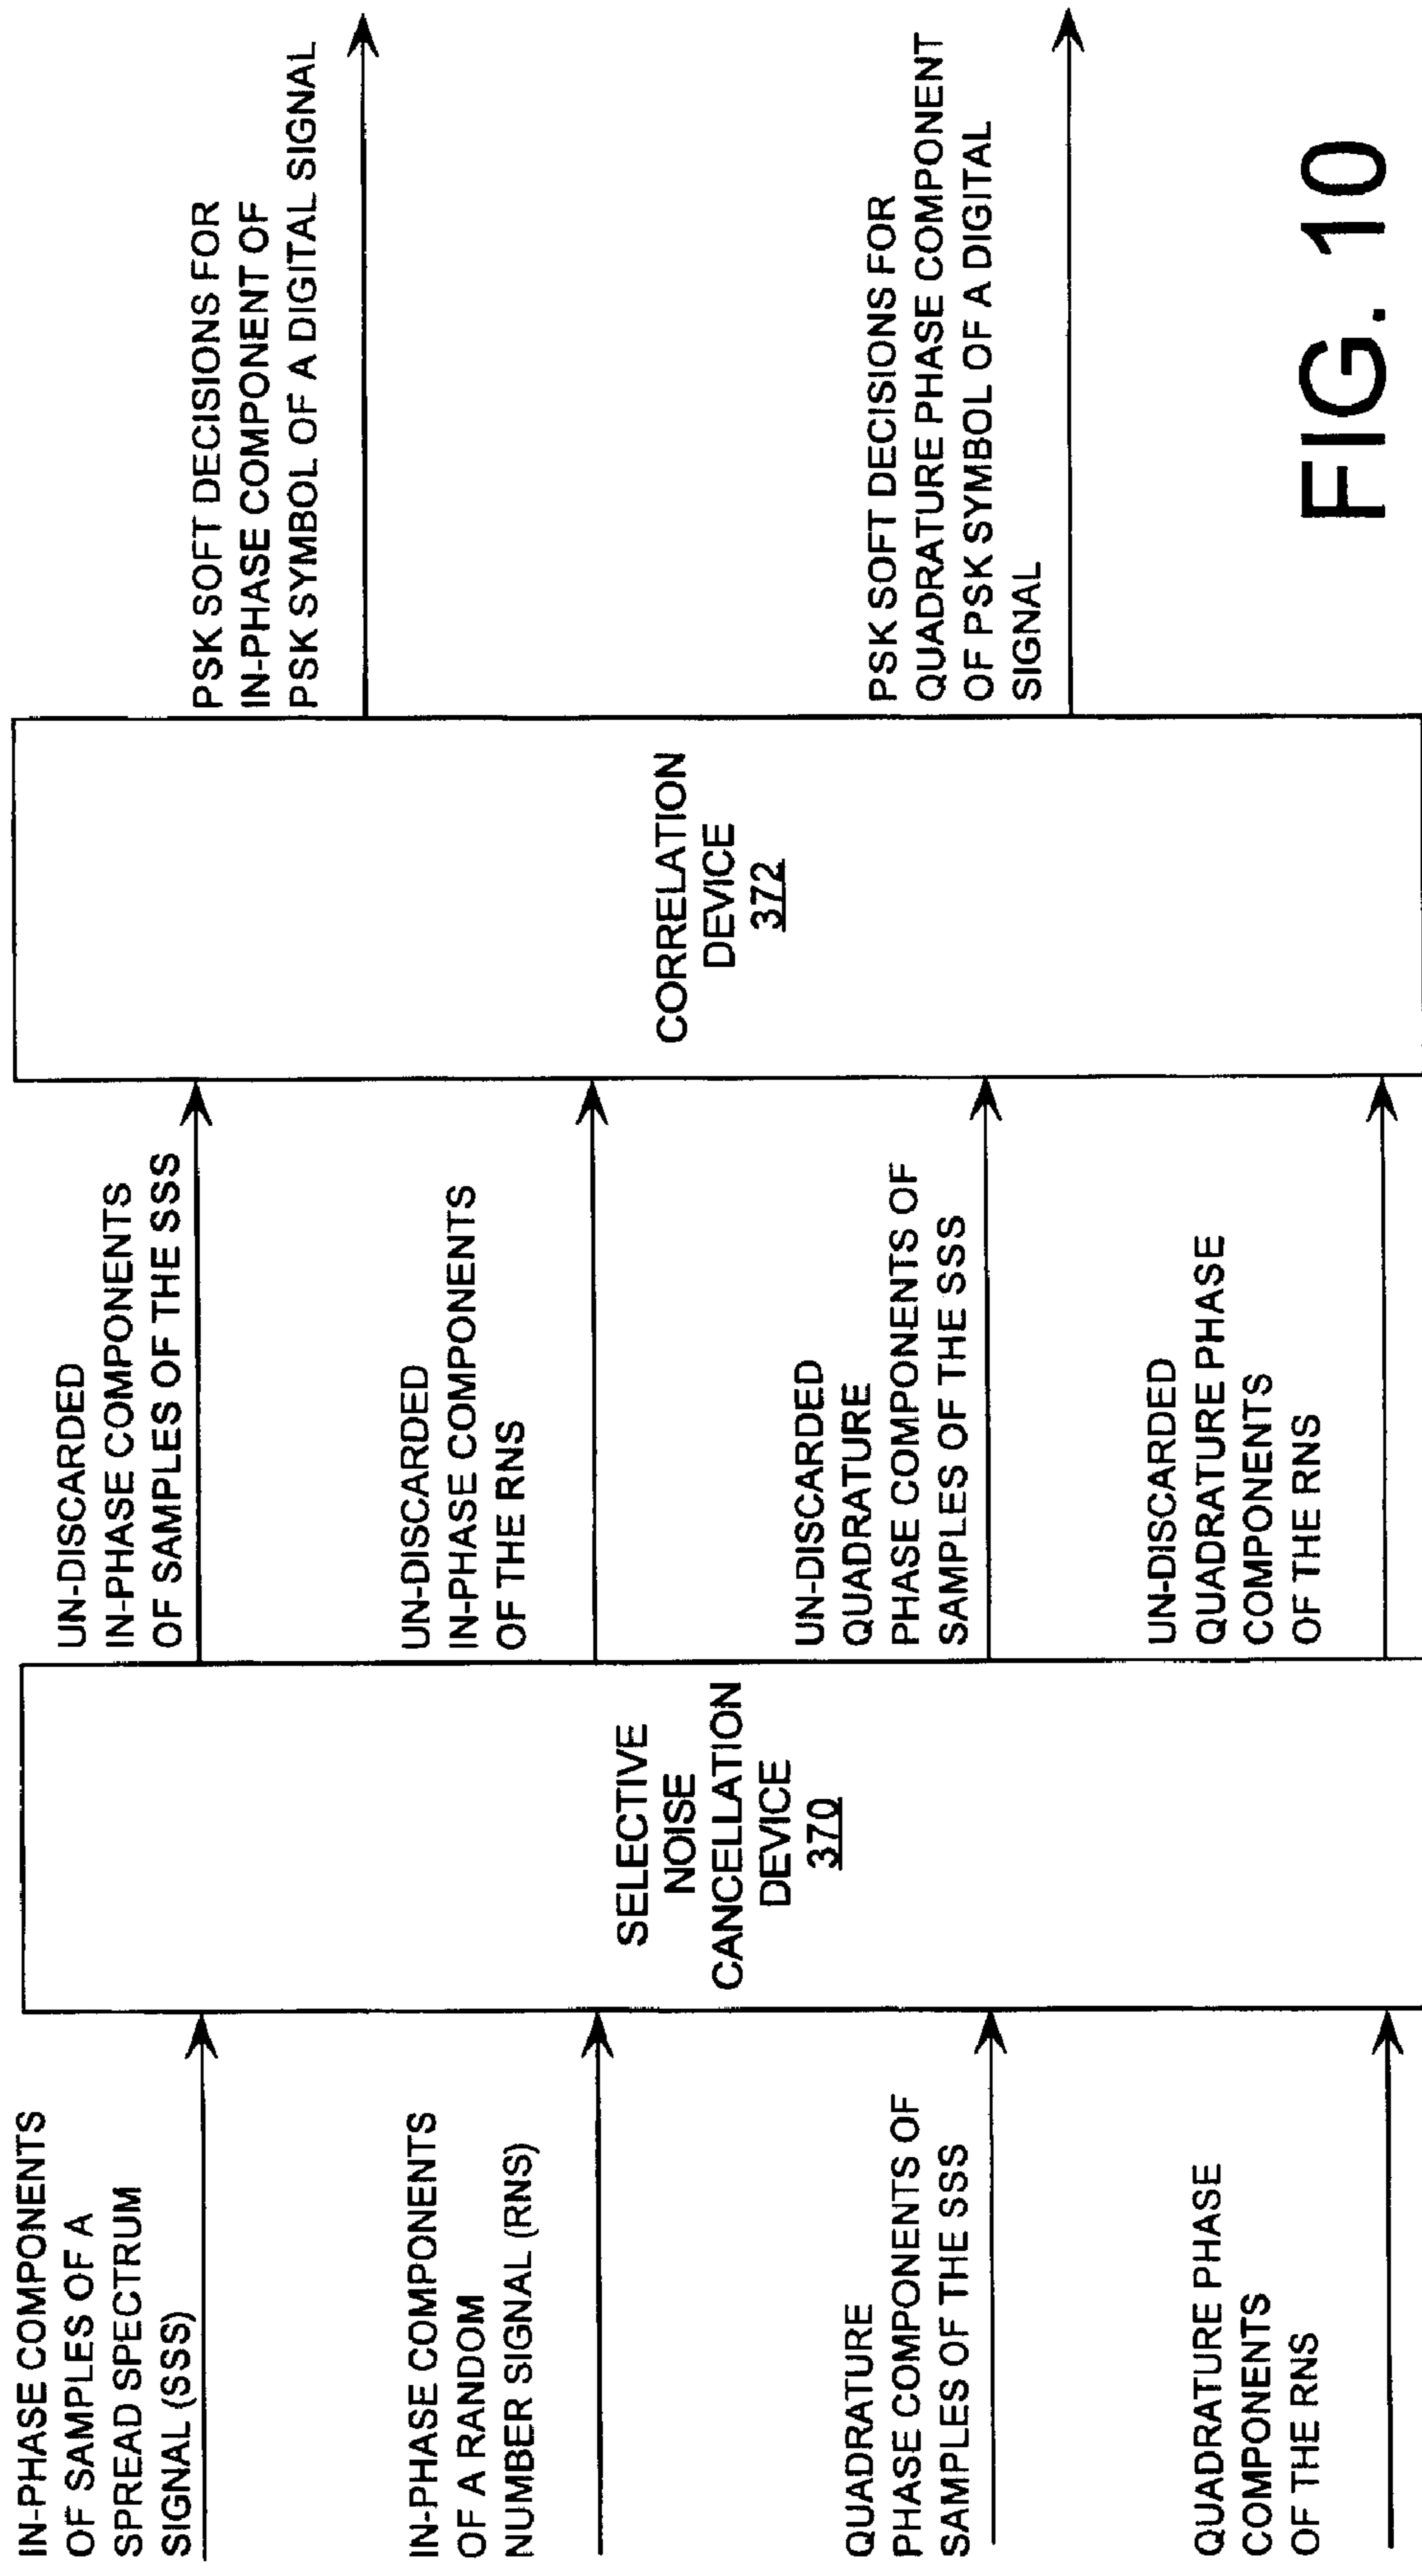 IN-PHASE COMPONENTS
OF SAMPLES OF A
SPREAD SPECTRUM
SIGNAL (SSS)
IN-PHASE COMPONENTS
OF A RANDOM
NUMBER SIGNAL (RNS)
QUADRATURE
PHASE COMPONENTS OF
SAMPLES OF THE SSS
QUADRATURE PHASE
COMPONENTS
OF THE RNS
SELECTIVE
NOISE
CANCELLATION
DEVICE
370
UN-DISCARDED
IN-PHASE COMPONENTS
OF SAMPLES OF THE SSS
UN-DISCARDED
IN-PHASE COMPONENTS
OF THE RNS
UN-DISCARDED
QUADRATURE
PHASE COMPONENTS OF
SAMPLES OF THE SSS
UN-DISCARDED
QUADRATURE PHASE
COMPONENTS
OF THE RNS
CORRELATION
DEVICE
372
PSK SOFT DECISIONS FOR
IN-PHASE COMPONENT OF
PSK SYMBOL OF A DIGITAL SIGNAL
PSK SOFT DECISIONS FOR
QUADRATURE PHASE COMPONENT
OF PSK SYMBOL OF A DIGITAL
SIGNAL
FIG. 10